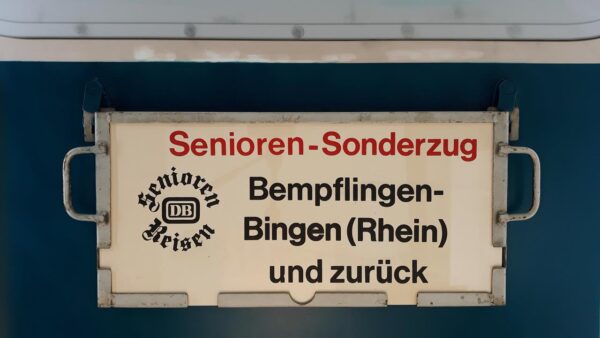 Senioren-Sonderzug
Senioren
DB
Reisen
Bempflingen-
Bingen (Rhein)
und zurück